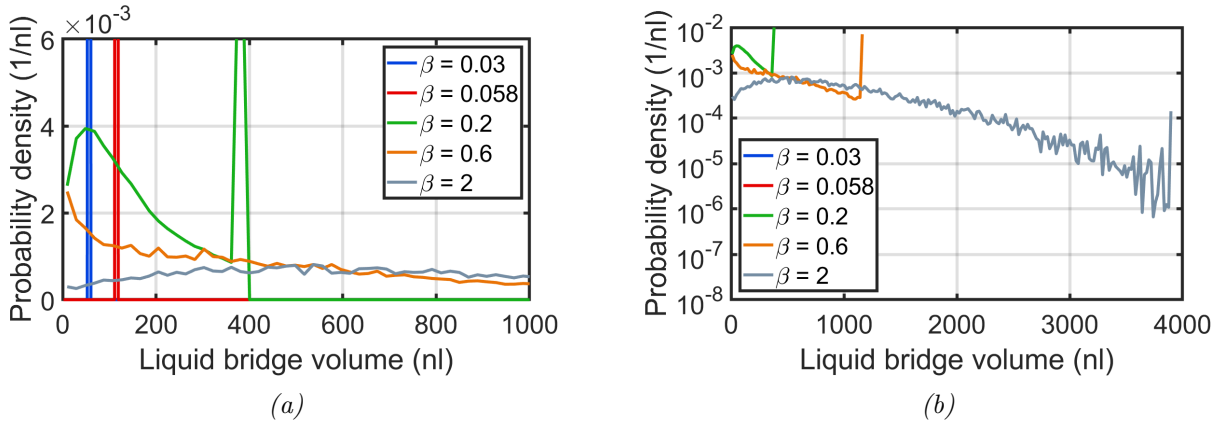 ×10⁻³
6
4
2
0
Probability density (1/nl)
β = 0.03
β = 0.058
β = 0.2
β = 0.6
β = 2
0 200 400 600 800 1000
Liquid bridge volume (nl)
(a)
10⁻²
10⁻³
10⁻⁴
10⁻⁵
10⁻⁶
10⁻⁷
10⁻⁸
Probability density (1/nl)
β = 0.03
β = 0.058
β = 0.2
β = 0.6
β = 2
0 1000 2000 3000 4000
Liquid bridge volume (nl)
(b)